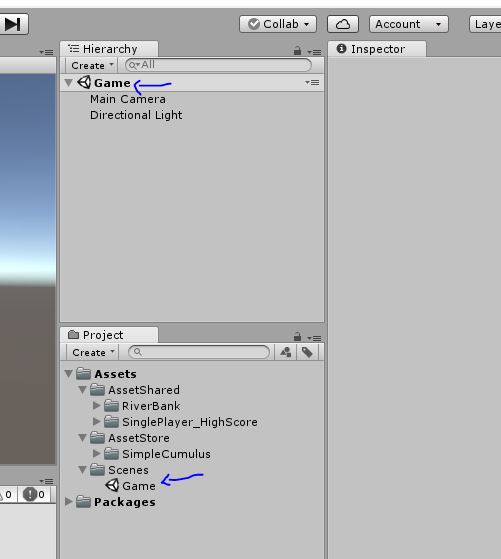 Collab Account Laye
Hierarchy Inspector
Create All
Game
Main Camera
Directional Light
Project
Create
Assets
AssetShared
RiverBank
SinglePlayer_HighScore
AssetStore
SimpleCumulus
Scenes
Game
0 0
Packages